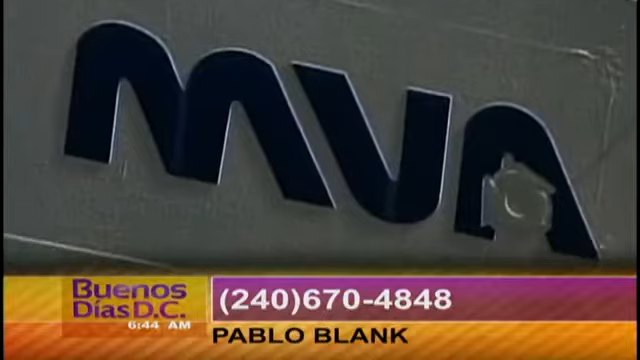 MVA
Buenos
Días D.C.
6:44 AM
(240)670-4848
PABLO BLANK